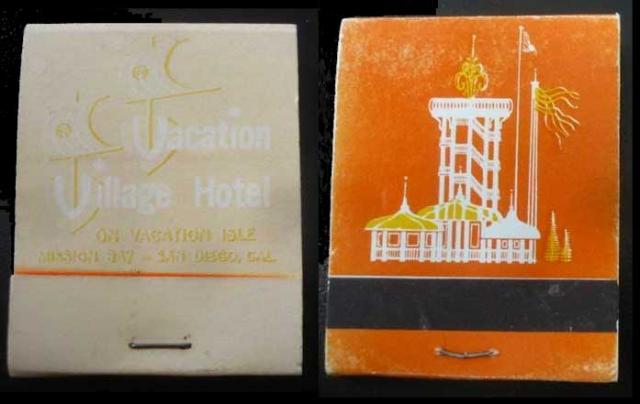 Vacation
Village Hotel
ON VACATION ISLE
MISSION BAY - SAN DIEGO, CAL.